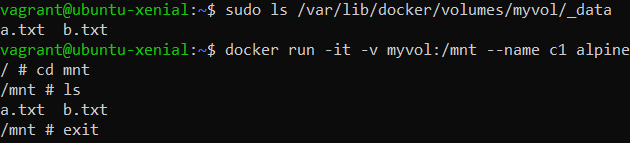 vagrant@ubuntu-xenial:~$ sudo ls /var/lib/docker/volumes/myvol/_data
a.txt  b.txt
vagrant@ubuntu-xenial:~$ docker run -it -v myvol:/mnt --name c1 alpine
/ # cd mnt
/mnt # ls
a.txt  b.txt
/mnt # exit